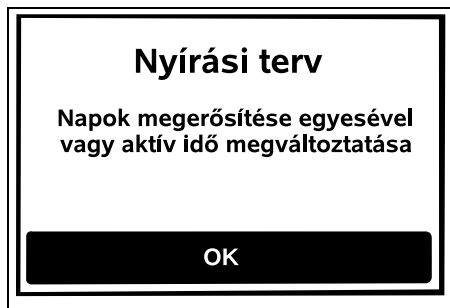 Nyírási terv
Napok megerősítése egyesével
vagy aktív idő megváltoztatása
OK